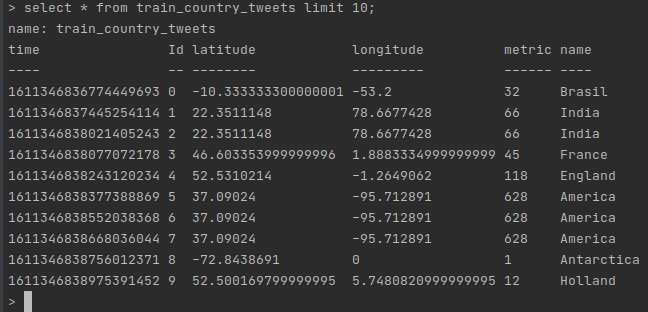 > select * from train_country_tweets limit 10;
name: train_country_tweets
time Id latitude longitude metric name
---- -- -------- --------- ------ ----
1611346836774449693 0 -10.333333300000001 -53.2 32 Brasil
1611346837445254114 1 22.3511148 78.6677428 66 India
1611346838021405243 2 22.3511148 78.6677428 66 India
1611346838077072178 3 46.603353999999996 1.8883334999999999 45 France
1611346838243120234 4 52.5310214 -1.2649062 118 England
1611346838377388869 5 37.09024 -95.712891 628 America
1611346838552038368 6 37.09024 -95.712891 628 America
1611346838668036044 7 37.09024 -95.712891 628 America
1611346838756012371 8 -72.8438691 0 1 Antarctica
1611346838975391452 9 52.500169799999995 5.7480820999999995 12 Holland
>